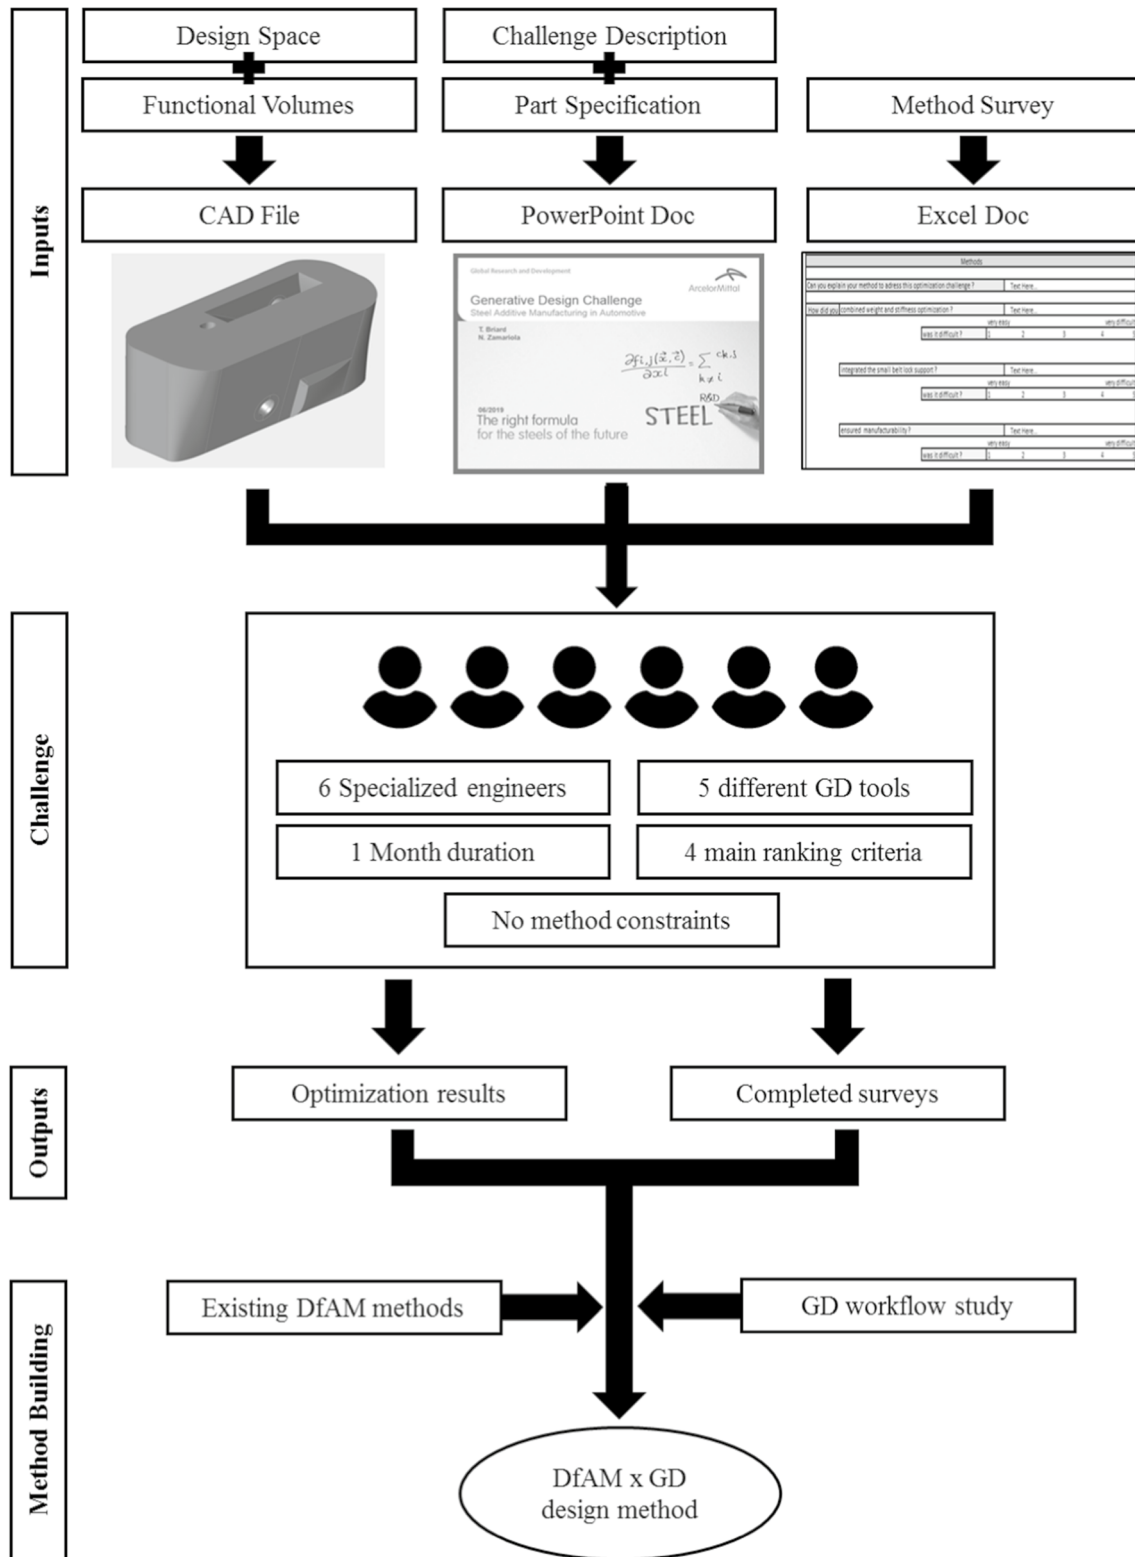 Inputs
Design Space
Functional Volumes
CAD File
Challenge Description
Part Specification
PowerPoint Doc
Global Research and Development
ArcelorMittal
Generative Design Challenge
Steel Additive Manufacturing in Automotive
T. Briard
N. Zamariola
R&D
STEEL
06/2019
The right formula
for the steels of the future
Method Survey
Excel Doc
Methods
Can you explain your method to adress this optimization challenge ? Text Here...
How did you combined weight and stiffness optimization ? Text Here...
very easy very difficult
was it difficult ? 1 2 3 4 5
integrated the small belt lock support ? Text Here...
very easy very difficult
was it difficult ? 1 2 3 4 5
ensured manufacturability ? Text Here...
very easy very difficult
was it difficult ? 1 2 3 4 5
Challenge
6 Specialized engineers
5 different GD tools
1 Month duration
4 main ranking criteria
No method constraints
Outputs
Optimization results
Completed surveys
Method Building
Existing DfAM methods
GD workflow study
DfAM x GD
design method